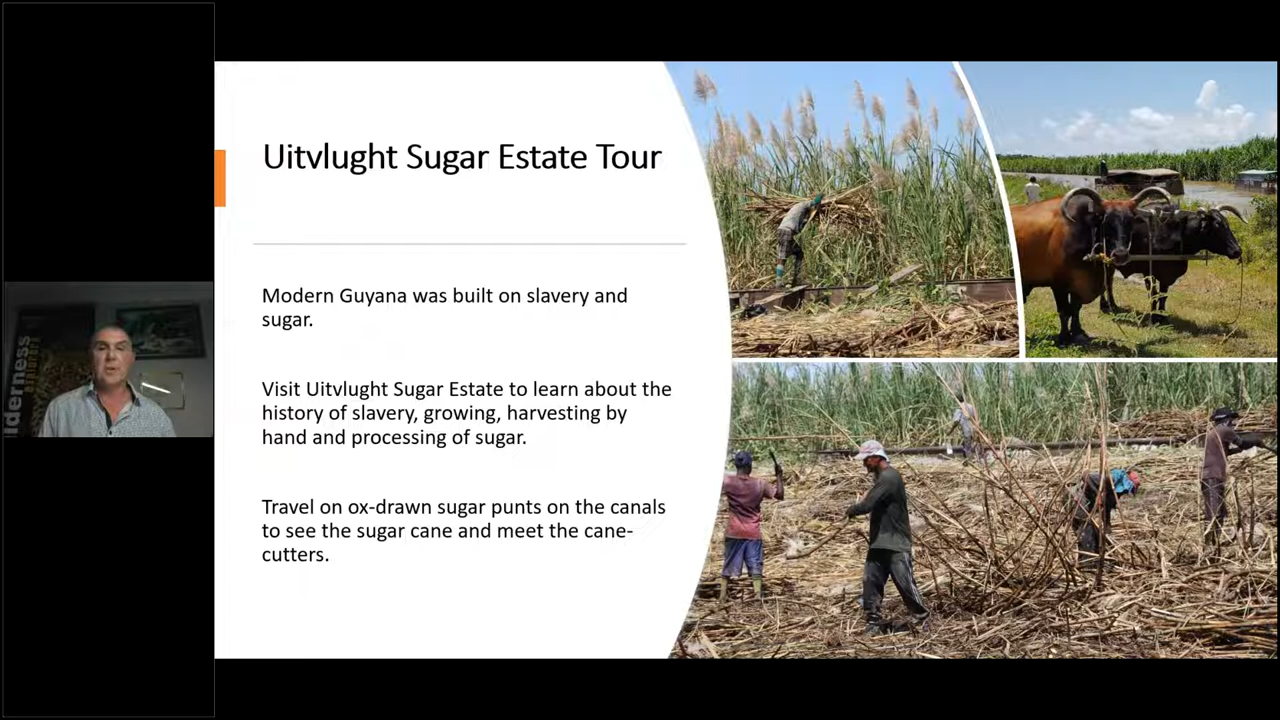 Uitvlught Sugar Estate Tour
Modern Guyana was built on slavery and
sugar.
Visit Uitvlught Sugar Estate to learn about the
history of slavery, growing, harvesting by
hand and processing of sugar.
Travel on ox-drawn sugar punts on the canals
to see the sugar cane and meet the cane-
cutters.